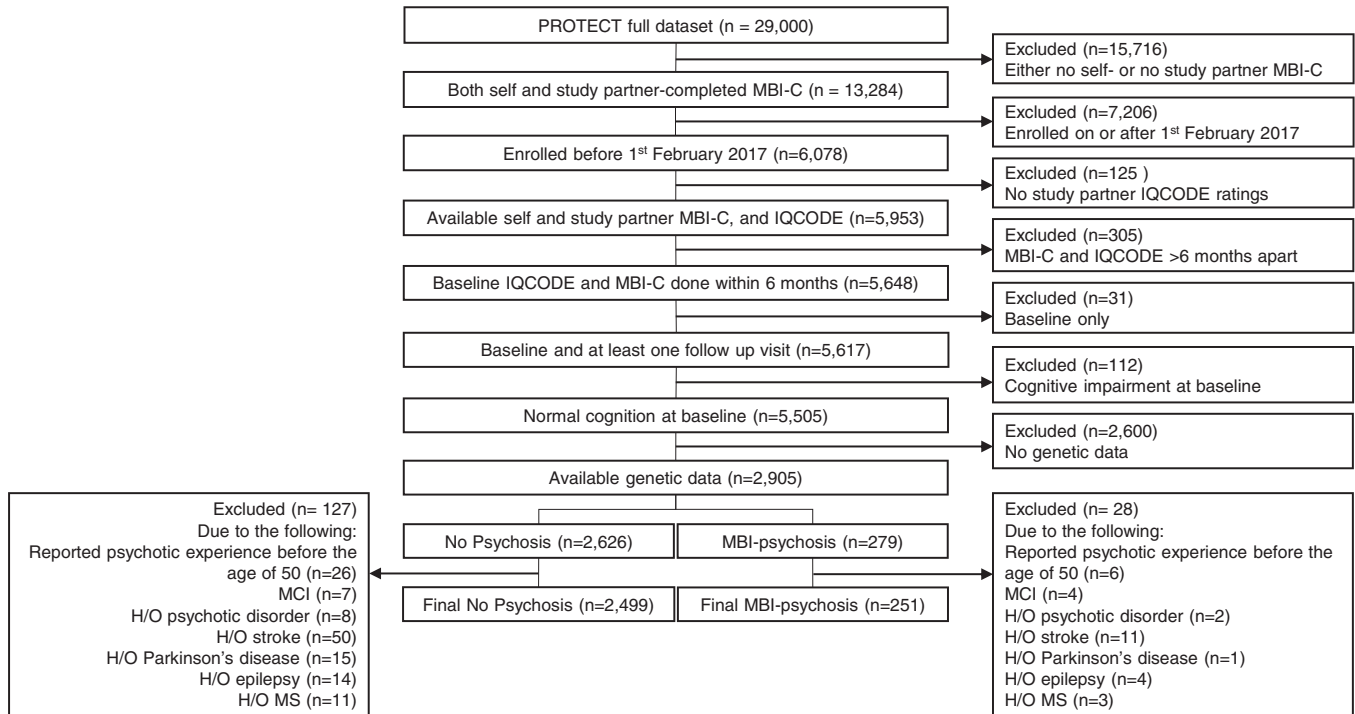 PROTECT full dataset (n = 29,000)
Excluded (n=15,716)
Either no self- or no study partner MBI-C
Both self and study partner-completed MBI-C (n = 13,284)
Excluded (n=7,206)
Enrolled on or after 1st February 2017
Enrolled before 1st February 2017 (n=6,078)
Excluded (n=125 )
No study partner IQCODE ratings
Available self and study partner MBI-C, and IQCODE (n=5,953)
Excluded (n=305)
MBI-C and IQCODE >6 months apart
Baseline IQCODE and MBI-C done within 6 months (n=5,648)
Excluded (n=31)
Baseline only
Baseline and at least one follow up visit (n=5,617)
Excluded (n=112)
Cognitive impairment at baseline
Normal cognition at baseline (n=5,505)
Excluded (n=2,600)
No genetic data
Available genetic data (n=2,905)
Excluded (n= 127)
Due to the following:
Reported psychotic experience before the
age of 50 (n=26)
MCI (n=7)
H/O psychotic disorder (n=8)
H/O stroke (n=50)
H/O Parkinson's disease (n=15)
H/O epilepsy (n=14)
H/O MS (n=11)
No Psychosis (n=2,626)
MBI-psychosis (n=279)
Final No Psychosis (n=2,499)
Final MBI-psychosis (n=251)
Excluded (n= 28)
Due to the following:
Reported psychotic experience before the
age of 50 (n=6)
MCI (n=4)
H/O psychotic disorder (n=2)
H/O stroke (n=11)
H/O Parkinson's disease (n=1)
H/O epilepsy (n=4)
H/O MS (n=3)